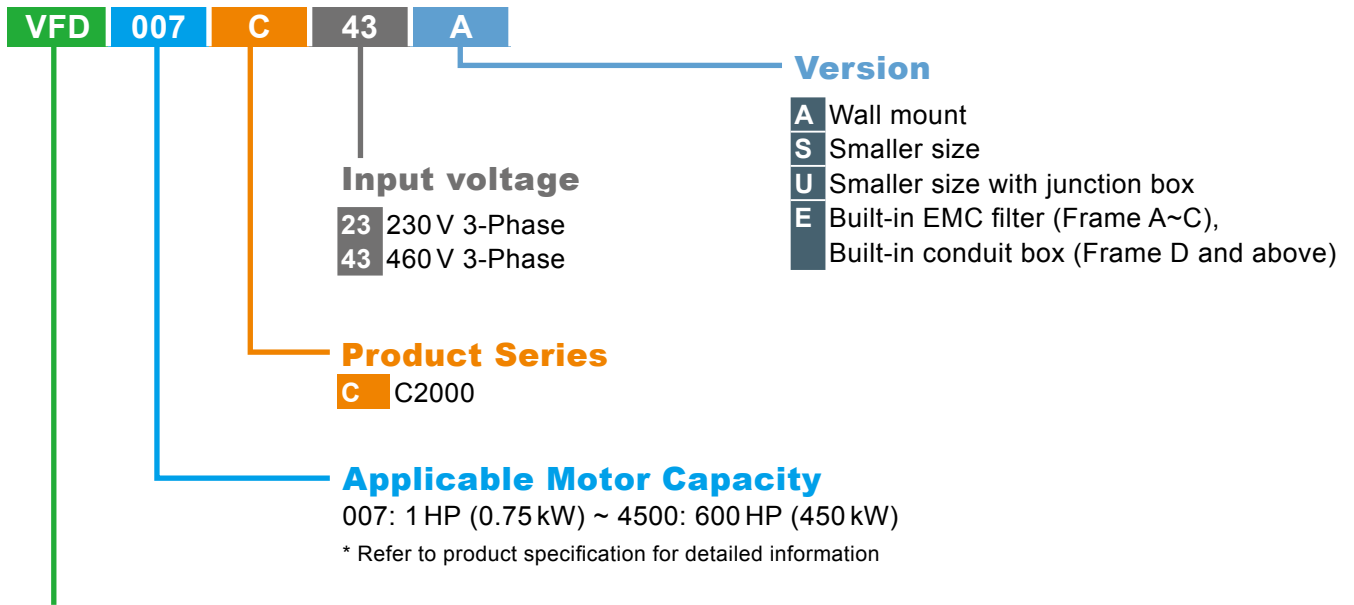 VFD 007 C 43 A
Version
A Wall mount
S Smaller size
U Smaller size with junction box
E Built-in EMC filter (Frame A~C),
Built-in conduit box (Frame D and above)
Input voltage
23 230 V 3-Phase
43 460 V 3-Phase
Product Series
C C2000
Applicable Motor Capacity
007: 1 HP (0.75 kW) ~ 4500: 600 HP (450 kW)
* Refer to product specification for detailed information